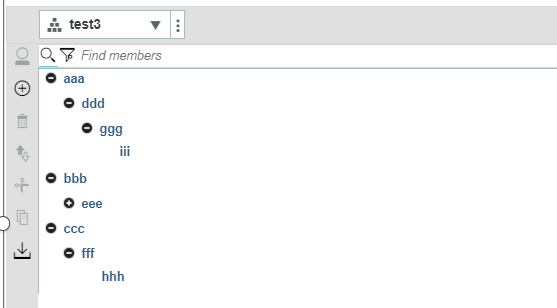 test3
Find members
aaa
ddd
ggg
iii
bbb
eee
ccc
fff
hhh